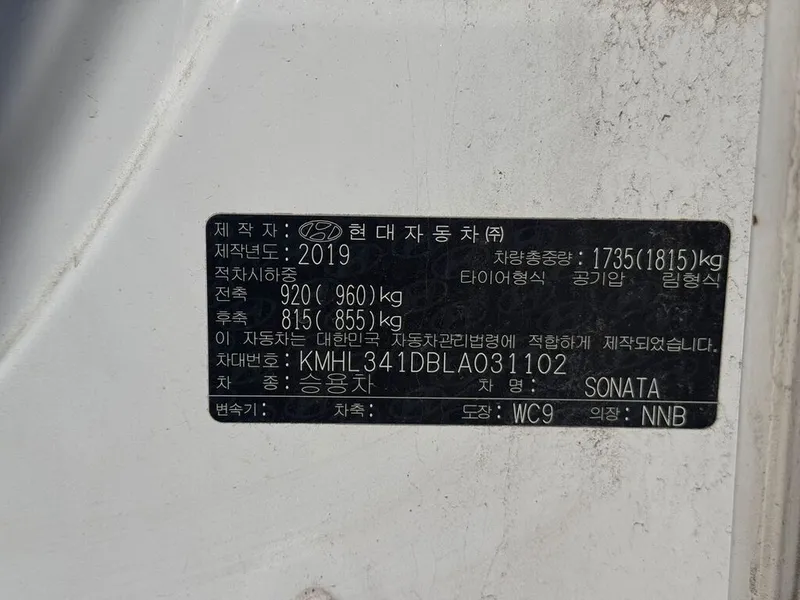 제 작 자 : 현대자동차㈜
제작년도 : 2019 차량총중량 : 1735(1815)kg
적차시하중 타이어형식 공기압 림형식
전축 920( 960)kg
후축 815( 855)kg
이 자동차는 대한민국 자동차관리법령에 적합하게 제작되었습니다.
차대번호 : KMHL341DBLA031102
차 종 : 승용차 차 명 : SONATA
변속기 : 차축 : 도장 : WC9 의장 : NNB